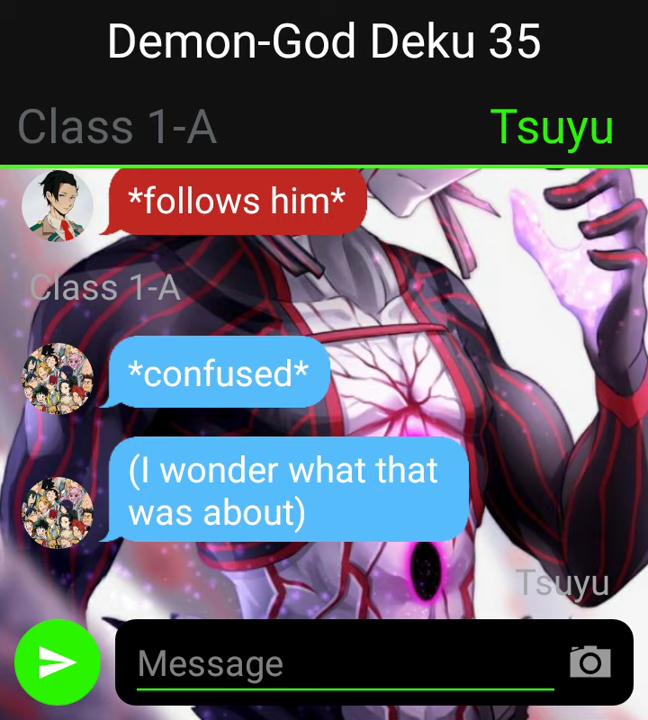 Demon-God Deku 35
Class 1-A
Tsuyu
*follows him*
Class 1-A
*confused*
(I wonder what that
was about)
Tsuyu
Message